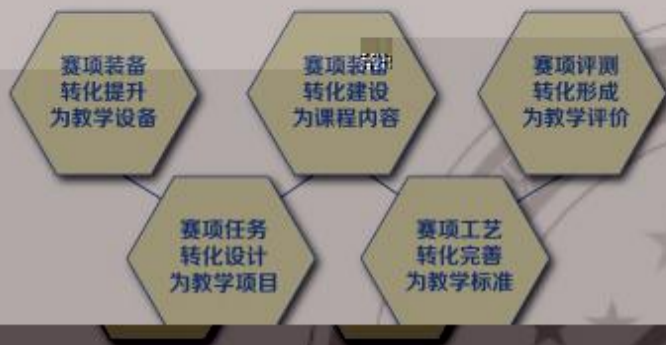 赛项装备
转化提升
为教学设备
赛项装
转化建设
为课程内容
赛项评测
转化形成
为教学评价
赛项任务
转化设计
为教学项目
赛项工艺
转化完善
为教学标准